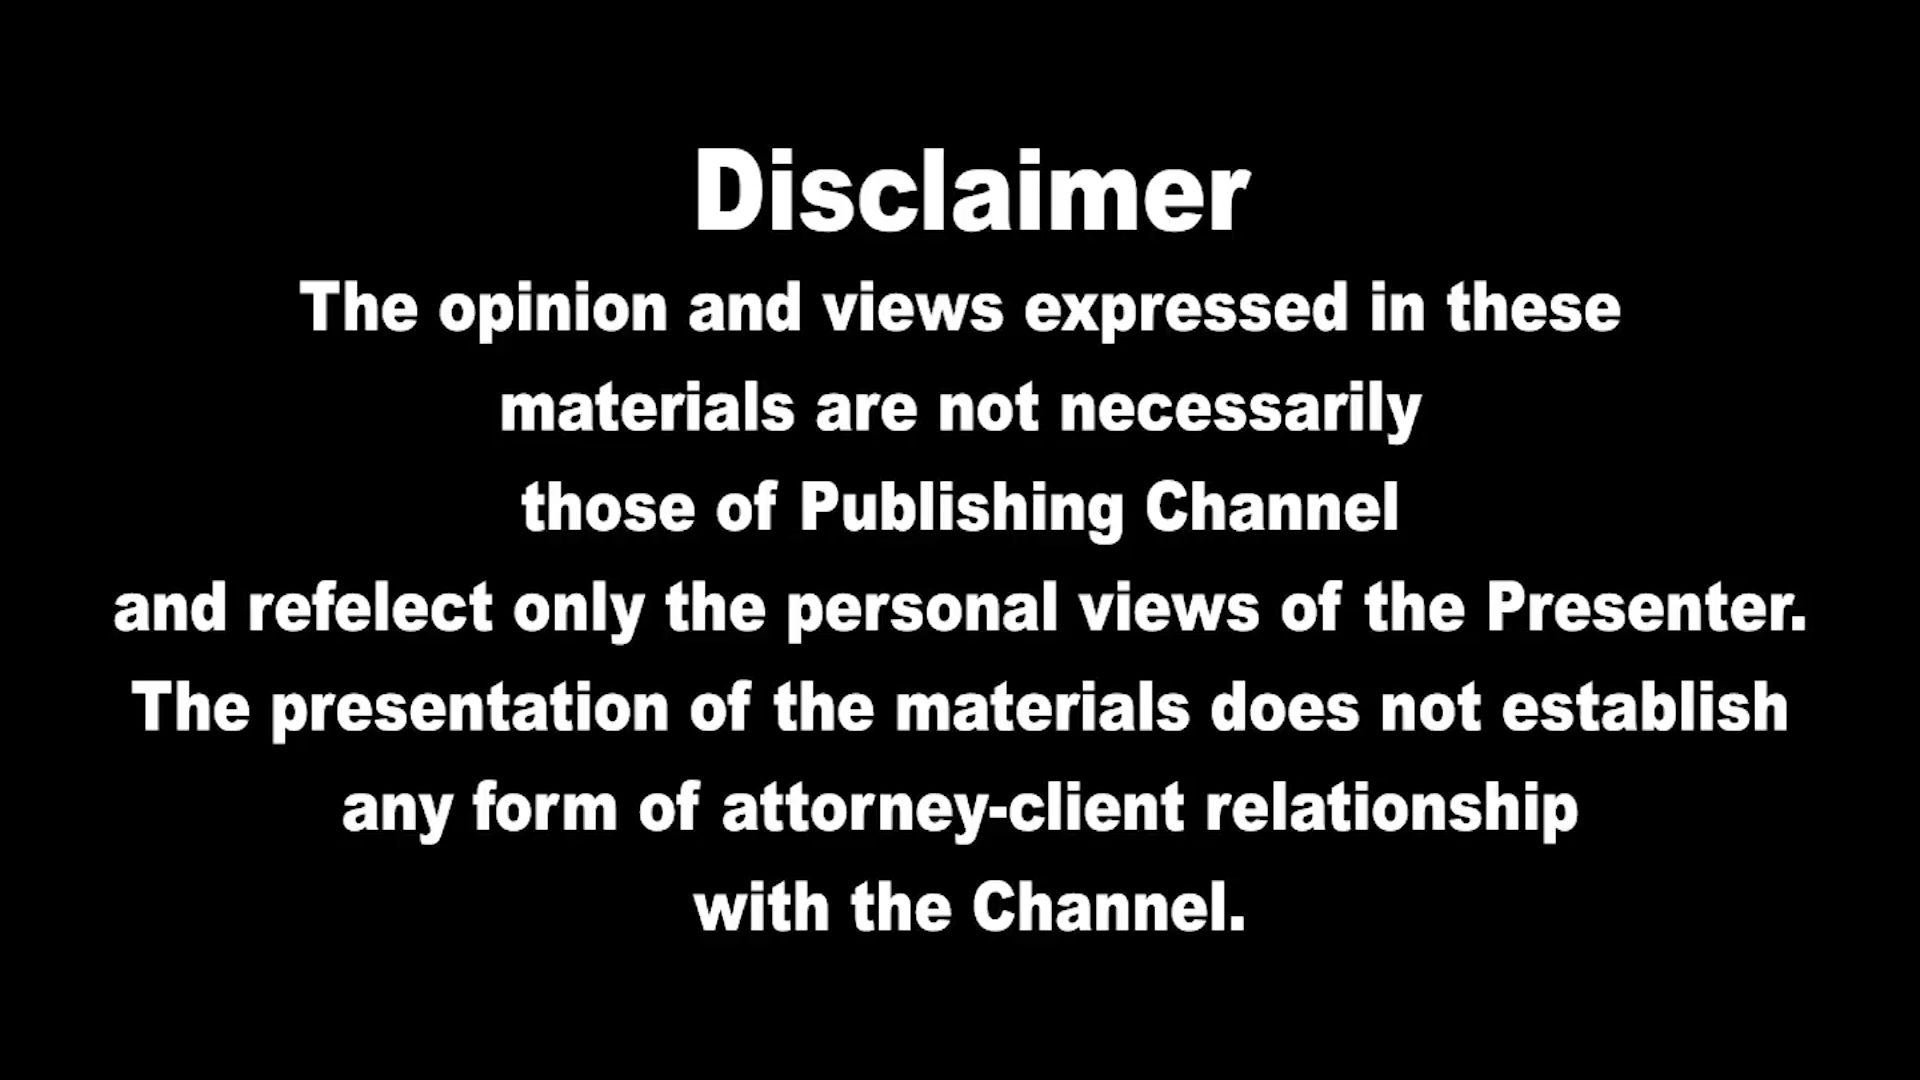 Disclaimer
The opinion and views expressed in these
materials are not necessarily
those of Publishing Channel
and refelect only the personal views of the Presenter.
The presentation of the materials does not establish
any form of attorney-client relationship
with the Channel.